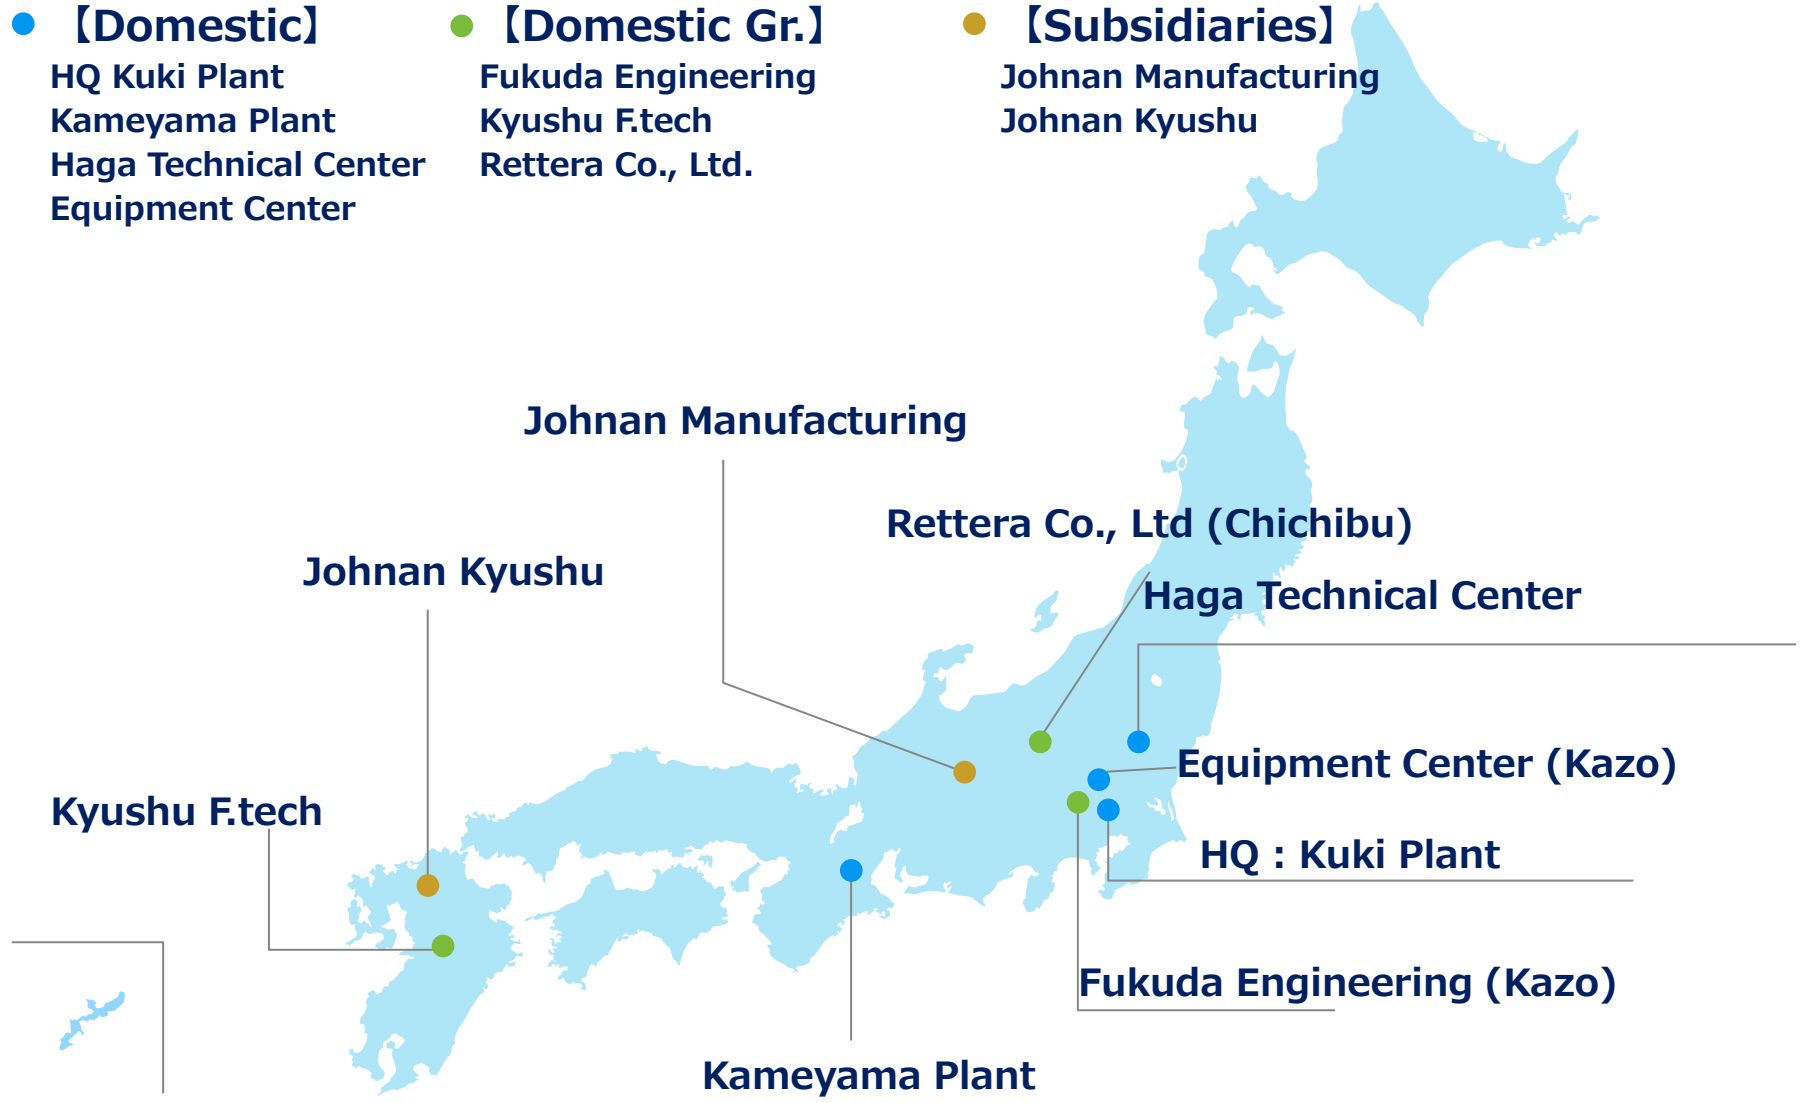 【Domestic】
HQ Kuki Plant
Kameyama Plant
Haga Technical Center
Equipment Center
【Domestic Gr.】
Fukuda Engineering
Kyushu F.tech
Rettera Co., Ltd.
【Subsidiaries】
Johnan Manufacturing
Johnan Kyushu
Johnan Manufacturing
Rettera Co., Ltd (Chichibu)
Johnan Kyushu
Haga Technical Center
Equipment Center (Kazo)
Kyushu F.tech
HQ : Kuki Plant
Fukuda Engineering (Kazo)
Kameyama Plant